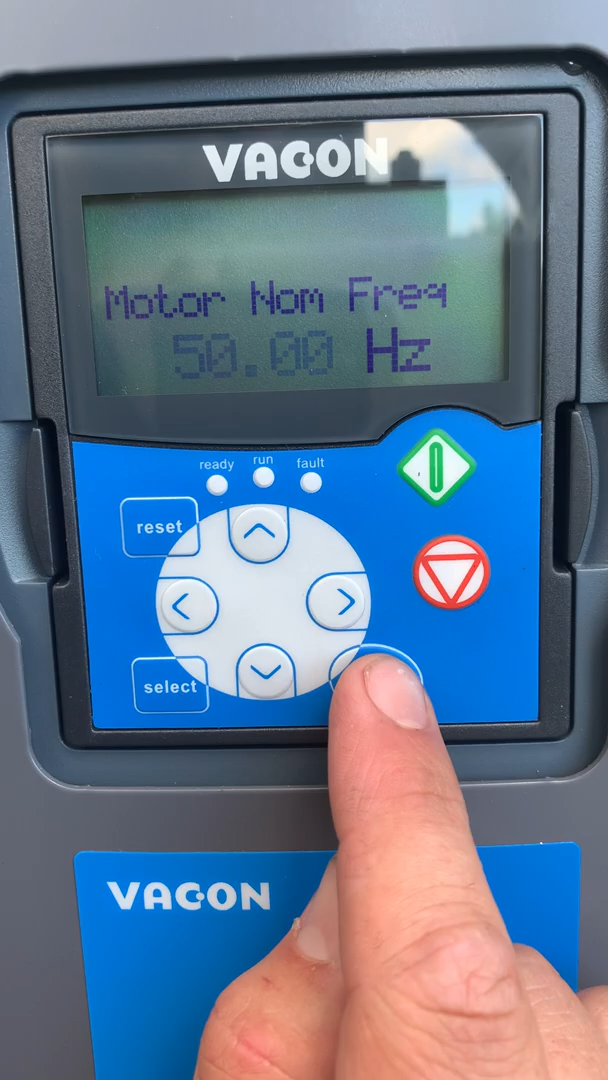 VACON
Motor Nom Freq
50.00 Hz
ready run fault
reset
select
VACON